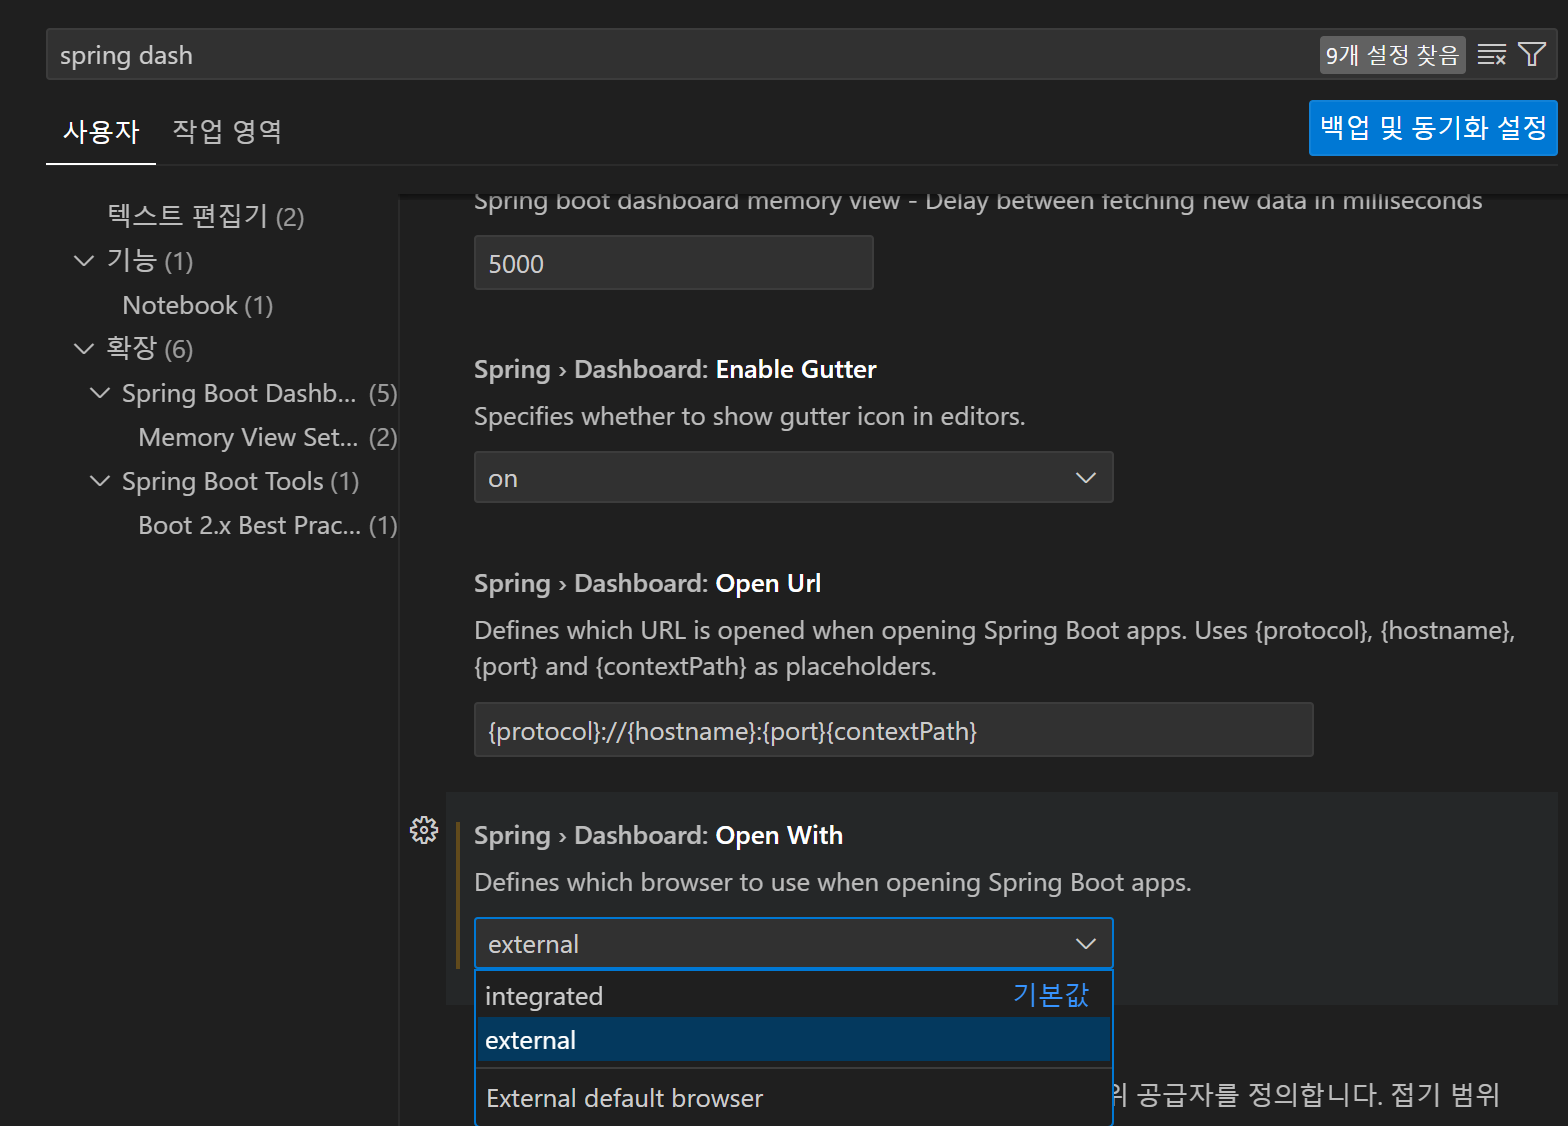 spring dash
9개 설정 찾음
사용자
작업 영역
백업 및 동기화 설정
텍스트 편집기 (2)
기능 (1)
Notebook (1)
확장 (6)
Spring Boot Dashb... (5)
Memory View Set... (2)
Spring Boot Tools (1)
Boot 2.x Best Prac... (1)
Spring boot dashboard memory view - Delay between fetching new data in milliseconds
5000
Spring › Dashboard: Enable Gutter
Specifies whether to show gutter icon in editors.
on
Spring › Dashboard: Open Url
Defines which URL is opened when opening Spring Boot apps. Uses {protocol}, {hostname},
{port} and {contextPath} as placeholders.
{protocol}://{hostname}:{port}{contextPath}
Spring › Dashboard: Open With
Defines which browser to use when opening Spring Boot apps.
external
integrated 기본값
external
External default browser
공급자를 정의합니다. 접기 범위